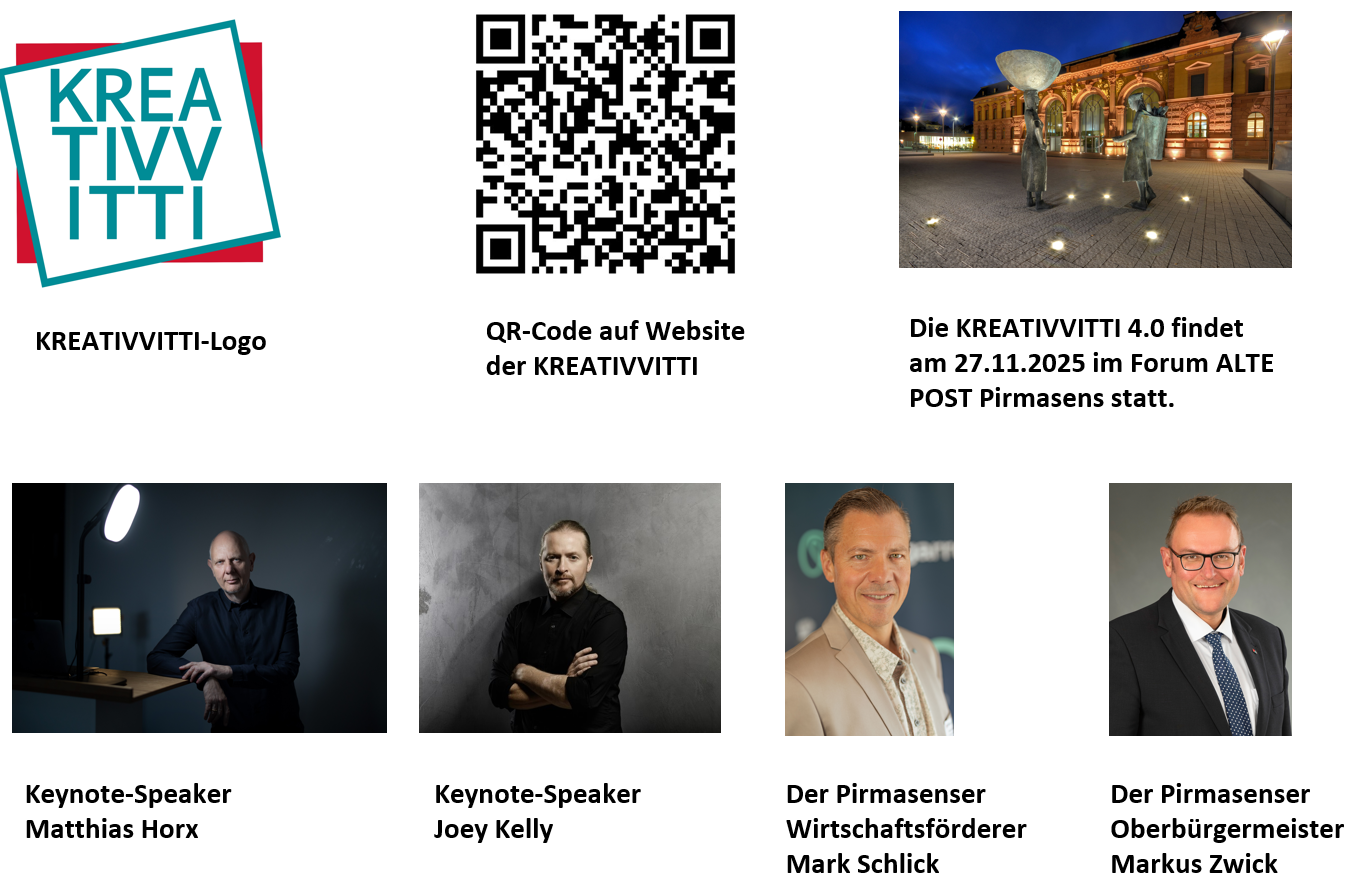 KREA
TIVV
ITTI
KREATIVVITTI-Logo
QR-Code auf Website
der KREATIVVITTI
Die KREATIVVITTI 4.0 findet
am 27.11.2025 im Forum ALTE
POST Pirmasens statt.
Keynote-Speaker
Matthias Horx
Keynote-Speaker
Joey Kelly
Der Pirmasenser
Wirtschaftsförderer
Mark Schlick
Der Pirmasenser
Oberbürgermeister
Markus Zwick